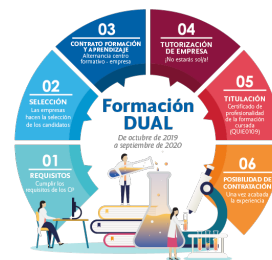 03
CONTRATO FORMACIÓN
Y APRENDIZAJE
Alternancia centro
formativo - empresa
04
TUTORIZACIÓN
DE EMPRESA
¡No estarás sol@!
02
SELECCIÓN
Las empresas
hacen la selección
de los candidatos
05
TITULACIÓN
Certificado de
profesionalidad
de la formación
cursada
(QUIE0109)
Formación
DUAL
De octubre de 2019
a septiembre de 2020
01
REQUISITOS
Cumplir los
requisitos de los CP
06
POSIBILIDAD DE
CONTRATACIÓN
Una vez acabada
la experiencia